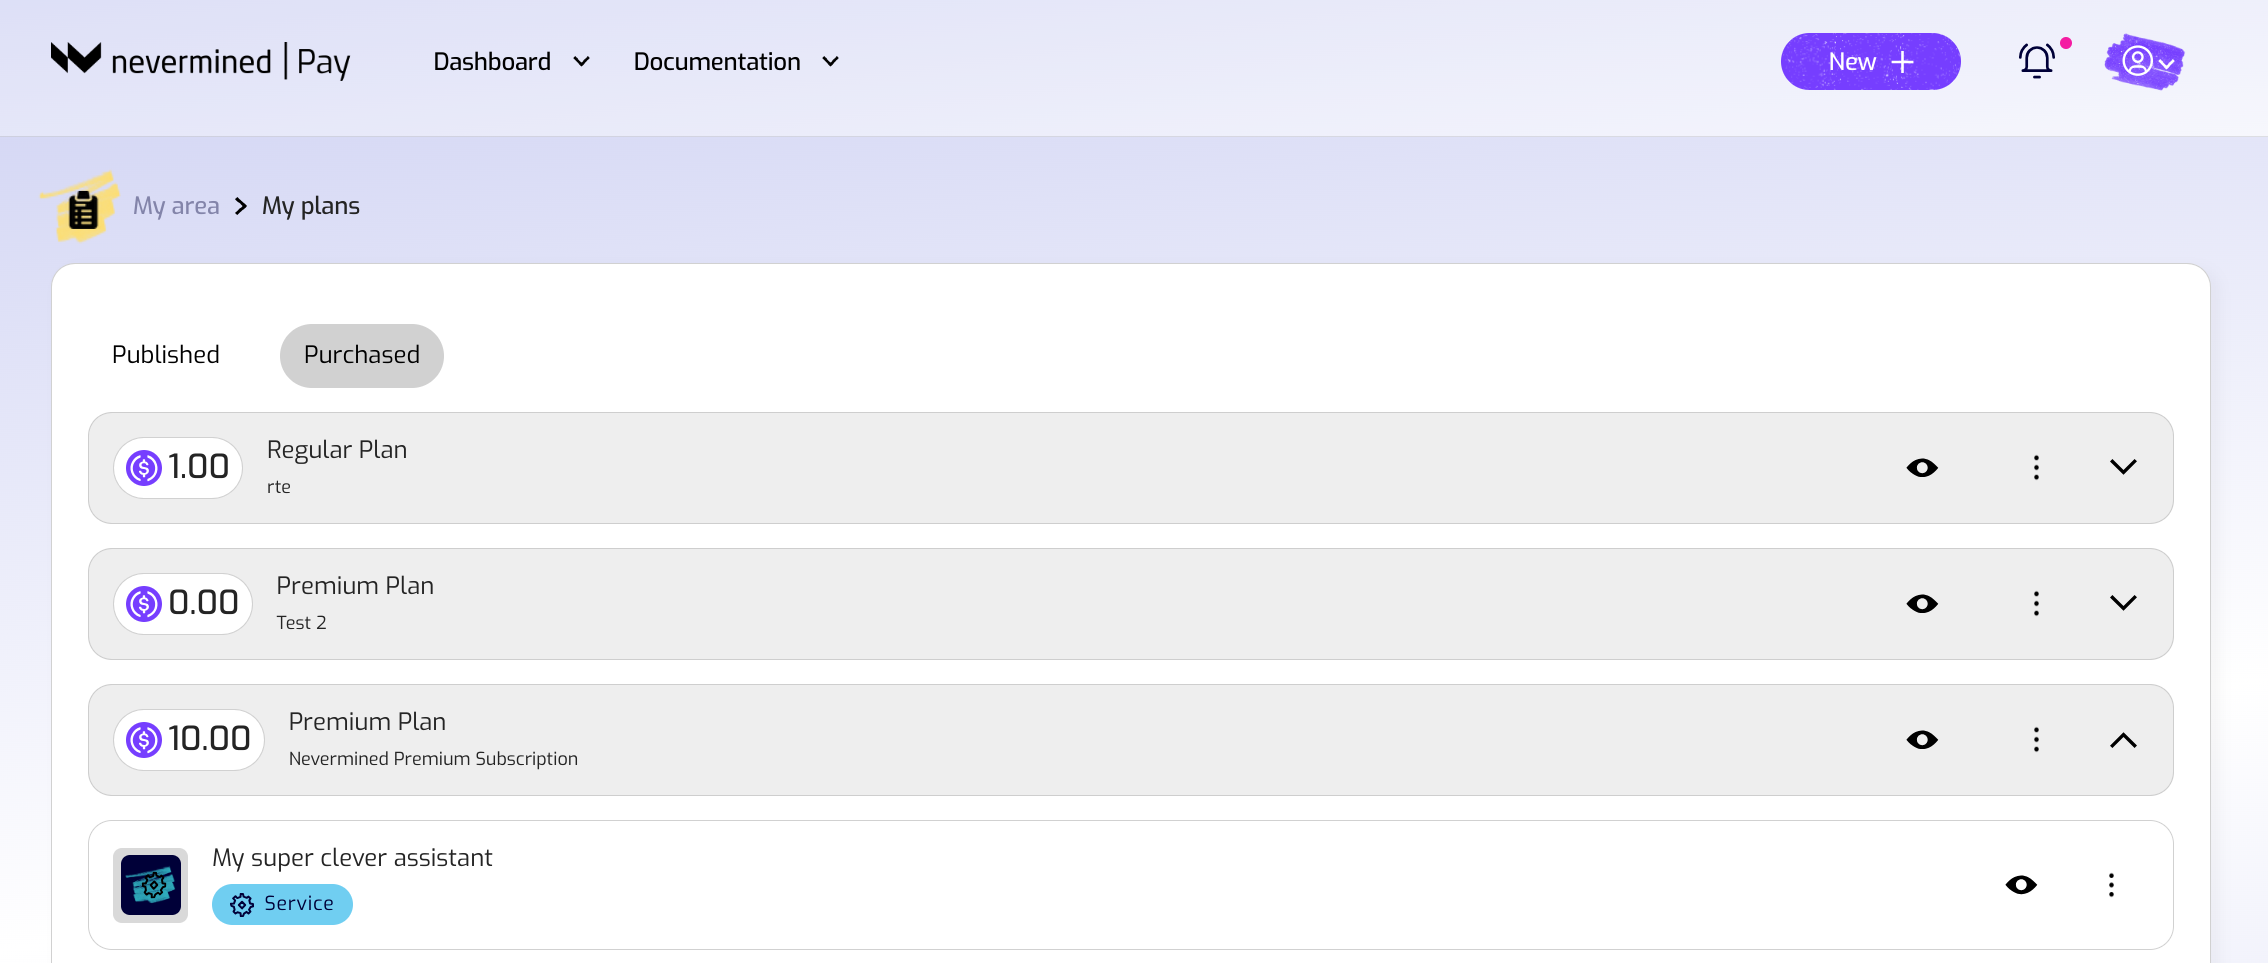 nevermined | Pay
Dashboard
Documentation
New +
My area > My plans
Published
Purchased
1.00
Regular Plan
rte
0.00
Premium Plan
Test 2
10.00
Premium Plan
Nevermined Premium Subscription
My super clever assistant
Service